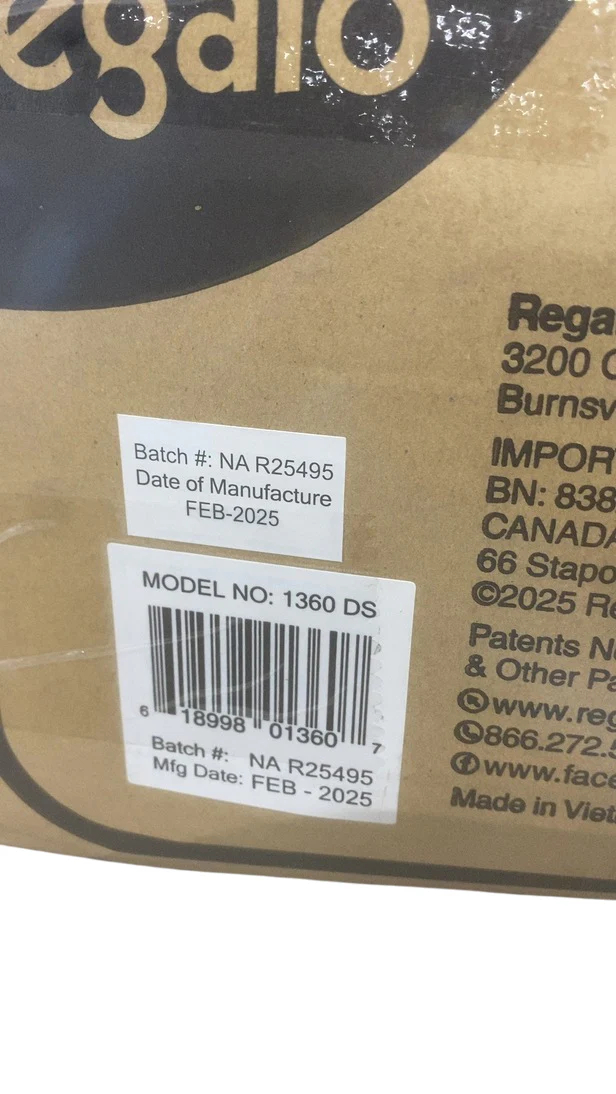 egalo
Rega
3200
Burnsv
IMPOR
BN: 838
CANADA
66 Stapo
©2025 R
Patents N
& Other Pa
www.reg
866.272.
www.face
Made in Viet
Batch #: NA R25495
Date of Manufacture
FEB-2025
MODEL NO: 1360 DS
6 18998 01360 7
Batch #: NA R25495
Mfg Date: FEB - 2025